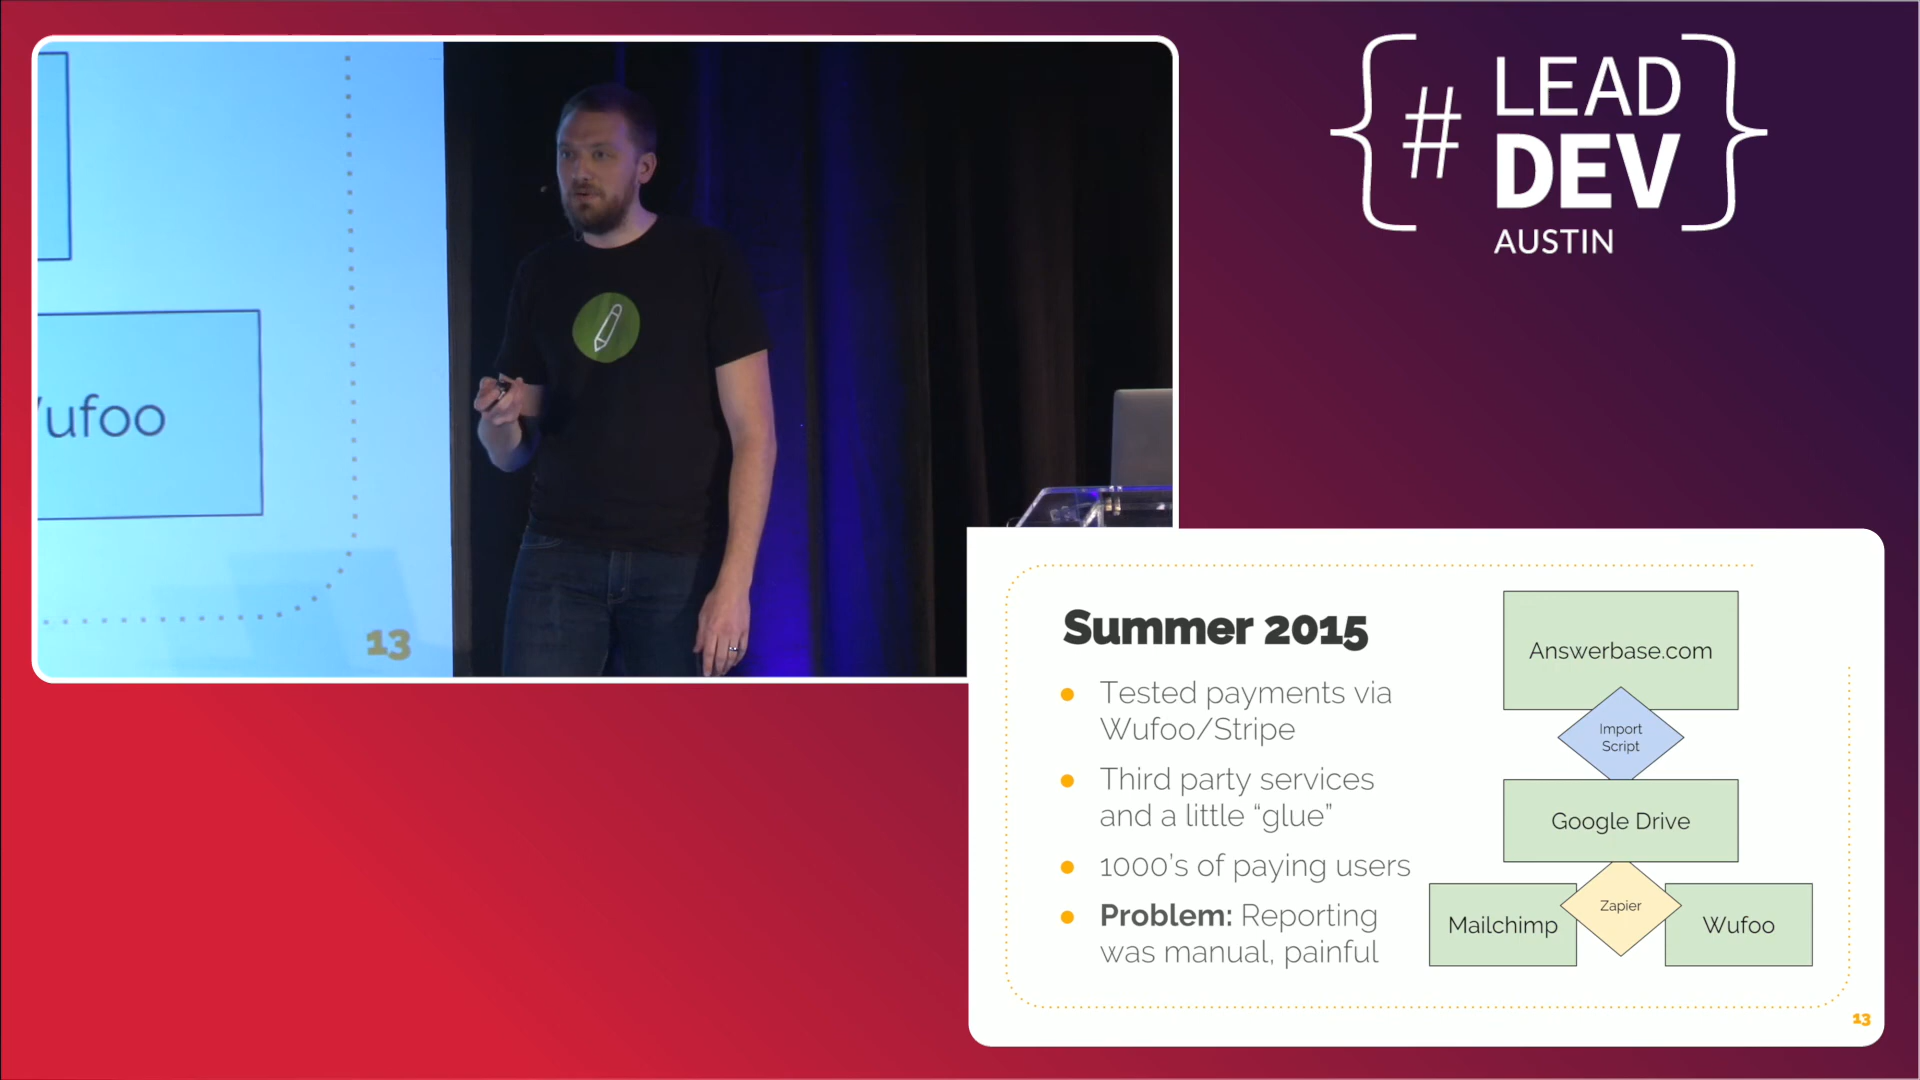 # LEAD
DEV
AUSTIN
ufoo
13
Summer 2015
● Tested payments via
Wufoo/Stripe
● Third party services
and a little “glue”
● 1000’s of paying users
● Problem: Reporting
was manual, painful
Answerbase.com
Import
Script
Google Drive
Mailchimp
Zapier
Wufoo
13